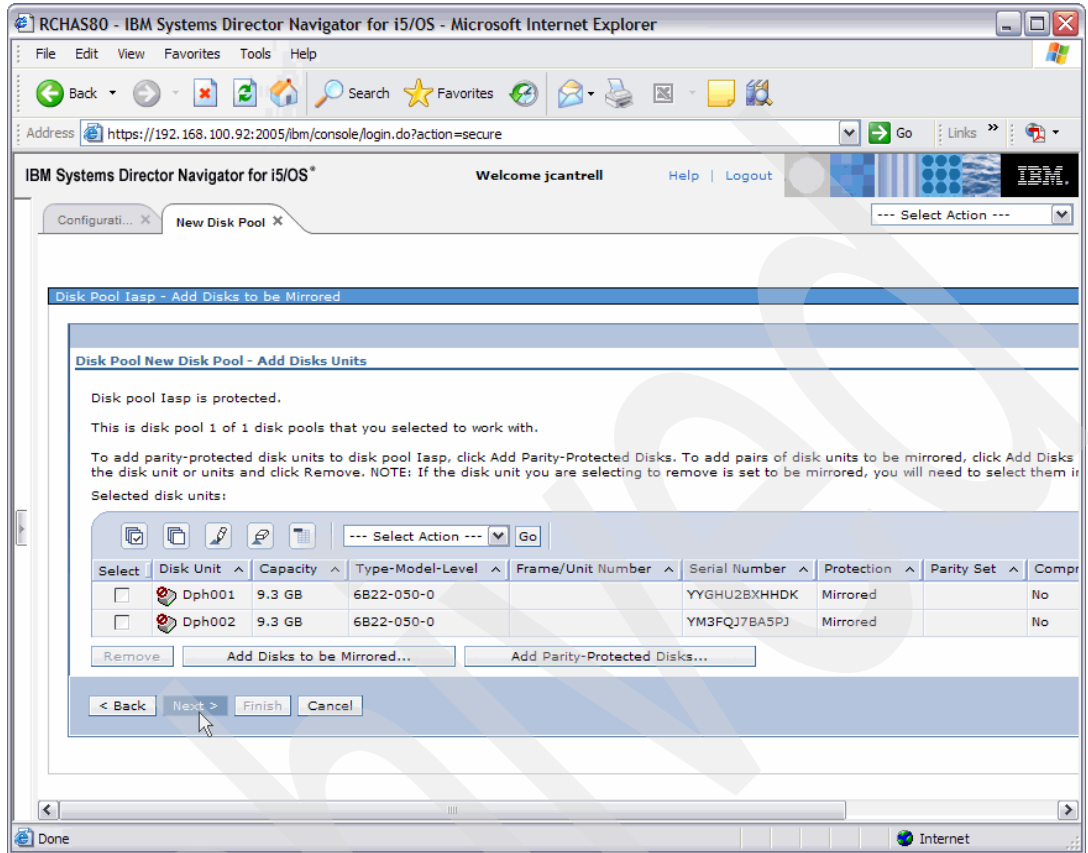 RCHAS80 - IBM Systems Director Navigator for i5/OS - Microsoft Internet Explorer
File Edit View Favorites Tools Help
Back Search Favorites
Address https://192.168.100.92:2005/ibm/console/login.do?action=secure Go Links »
IBM Systems Director Navigator for i5/OS® Welcome jcantrell Help | Logout IBM.
Configurati... New Disk Pool --- Select Action ---
Disk Pool Iasp - Add Disks to be Mirrored
Disk Pool New Disk Pool - Add Disks Units
Disk pool Iasp is protected.
This is disk pool 1 of 1 disk pools that you selected to work with.
To add parity-protected disk units to disk pool Iasp, click Add Parity-Protected Disks. To add pairs of disk units to be mirrored, click Add Disks
the disk unit or units and click Remove. NOTE: If the disk unit you are selecting to remove is set to be mirrored, you will need to select them i
Selected disk units:
--- Select Action --- Go
Select Disk Unit Capacity Type-Model-Level Frame/Unit Number Serial Number Protection Parity Set Compr
Dph001 9.3 GB 6B22-050-0 YYGHU2BXHHDK Mirrored No
Dph002 9.3 GB 6B22-050-0 YM3FQJ7BA5PJ Mirrored No
Remove Add Disks to be Mirrored... Add Parity-Protected Disks...
< Back Next > Finish Cancel
Done Internet